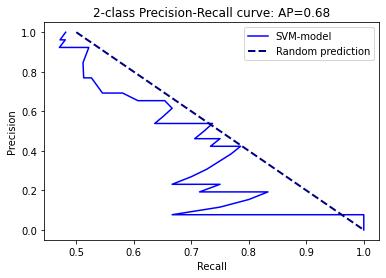 2-class Precision-Recall curve: AP=0.68
SVM-model
Random prediction
Precision
1.0
0.8
0.6
0.4
0.2
0.0
0.5 0.6 0.7 0.8 0.9 1.0
Recall